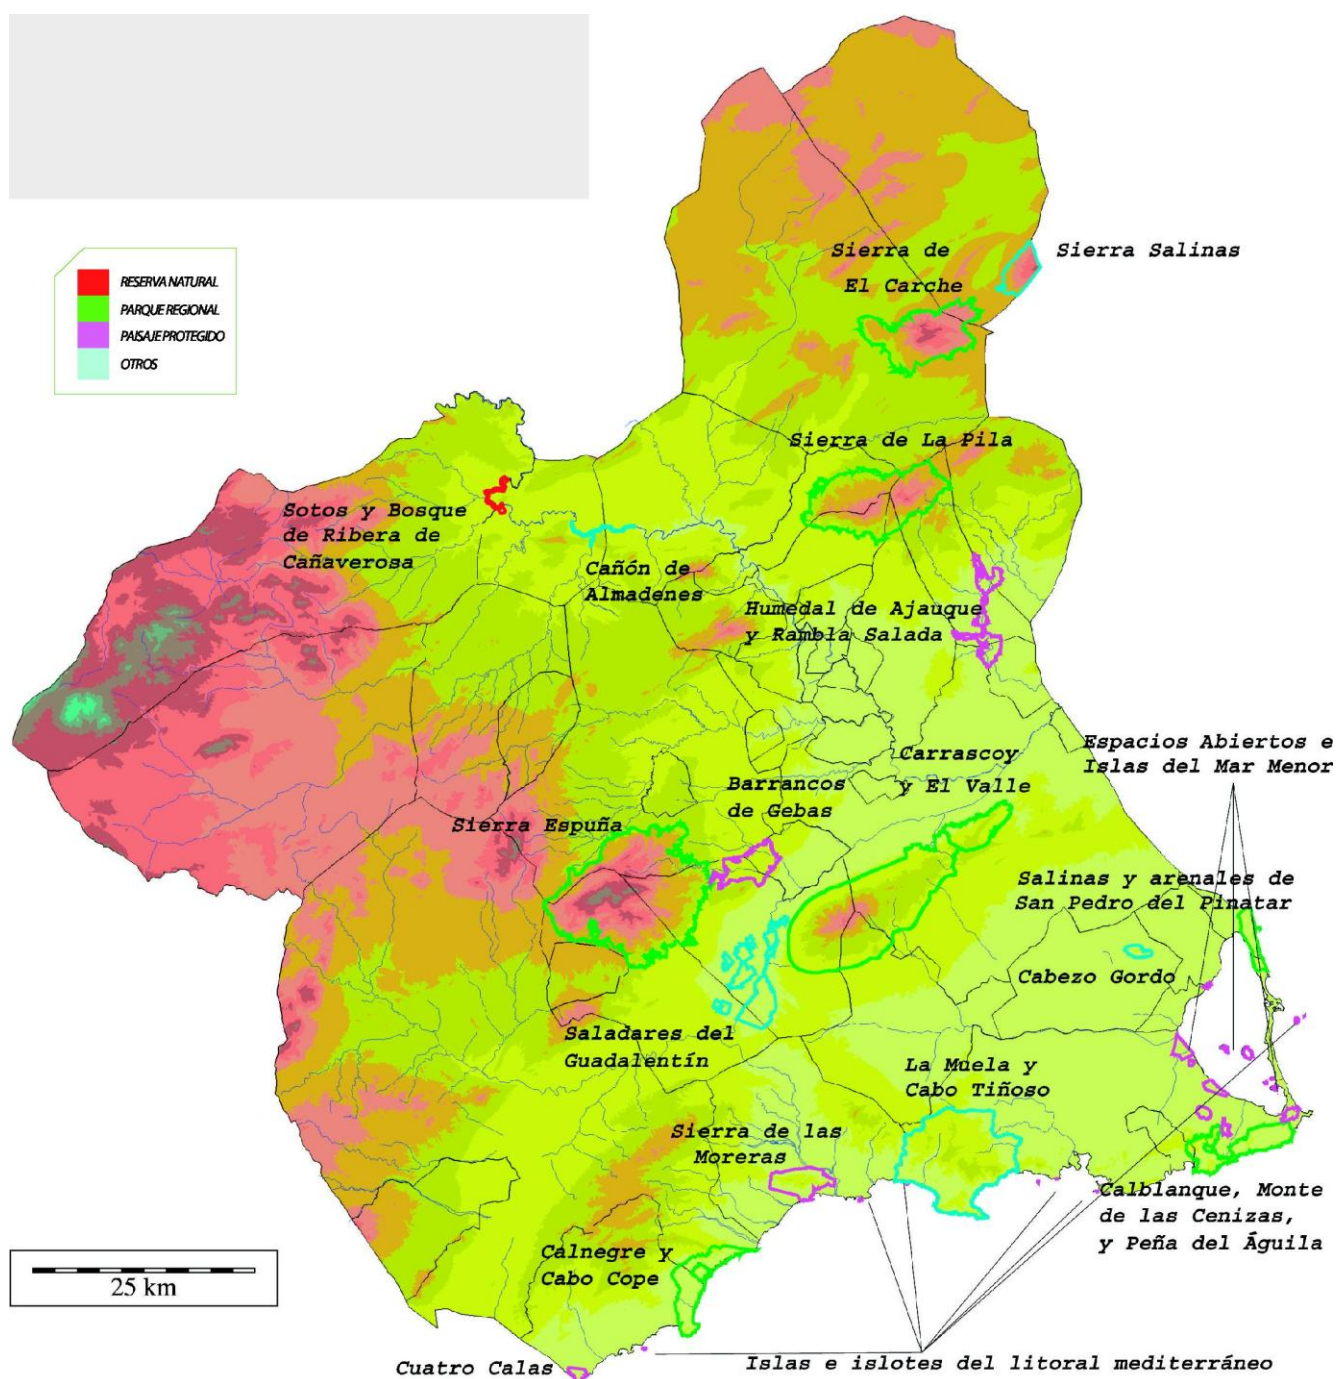 RESERVA NATURAL
PARQUE REGIONAL
PAISAJE PROTEGIDO
OTROS
Sierra de
El Carche
Sierra Salinas
Sierra de La Pila
Sotos y Bosque
de Ribera de
Cañaverosa
Cañón de
Almadenes
Humedal de Ajauque
y Rambla Salada
Espacios Abiertos e
Islas del Mar Menor
Carrascoy
y El Valle
Barrancos
de Gebas
Sierra Espuña
Salinas y arenales de
San Pedro del Pinatar
Cabezo Gordo
Saladares del
Guadalentín
La Muela y
Cabo Tiñoso
Sierra de las
Moreras
Calblanque, Monte
de las Cenizas,
y Peña del Águila
Calnegre y
Cabo Cope
25 km
Cuatro Calas
Islas e islotes del litoral mediterráneo